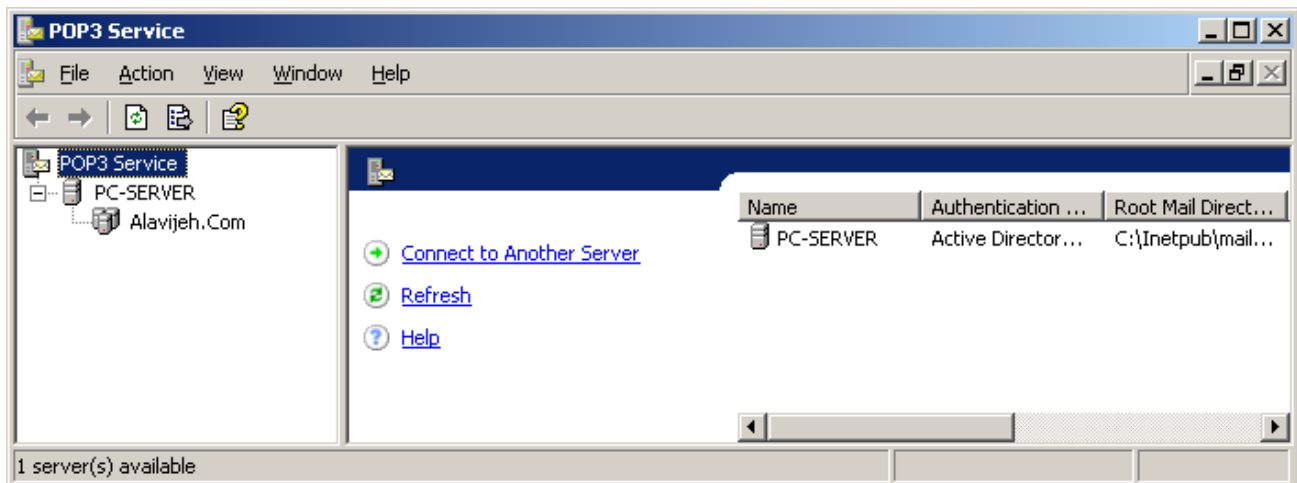 POP3 Service
File Action View Window Help
POP3 Service
PC-SERVER
Alavijeh.Com
Connect to Another Server
Refresh
Help
Name Authentication ... Root Mail Direct...
PC-SERVER Active Director... C:\Inetpub\mail...
1 server(s) available